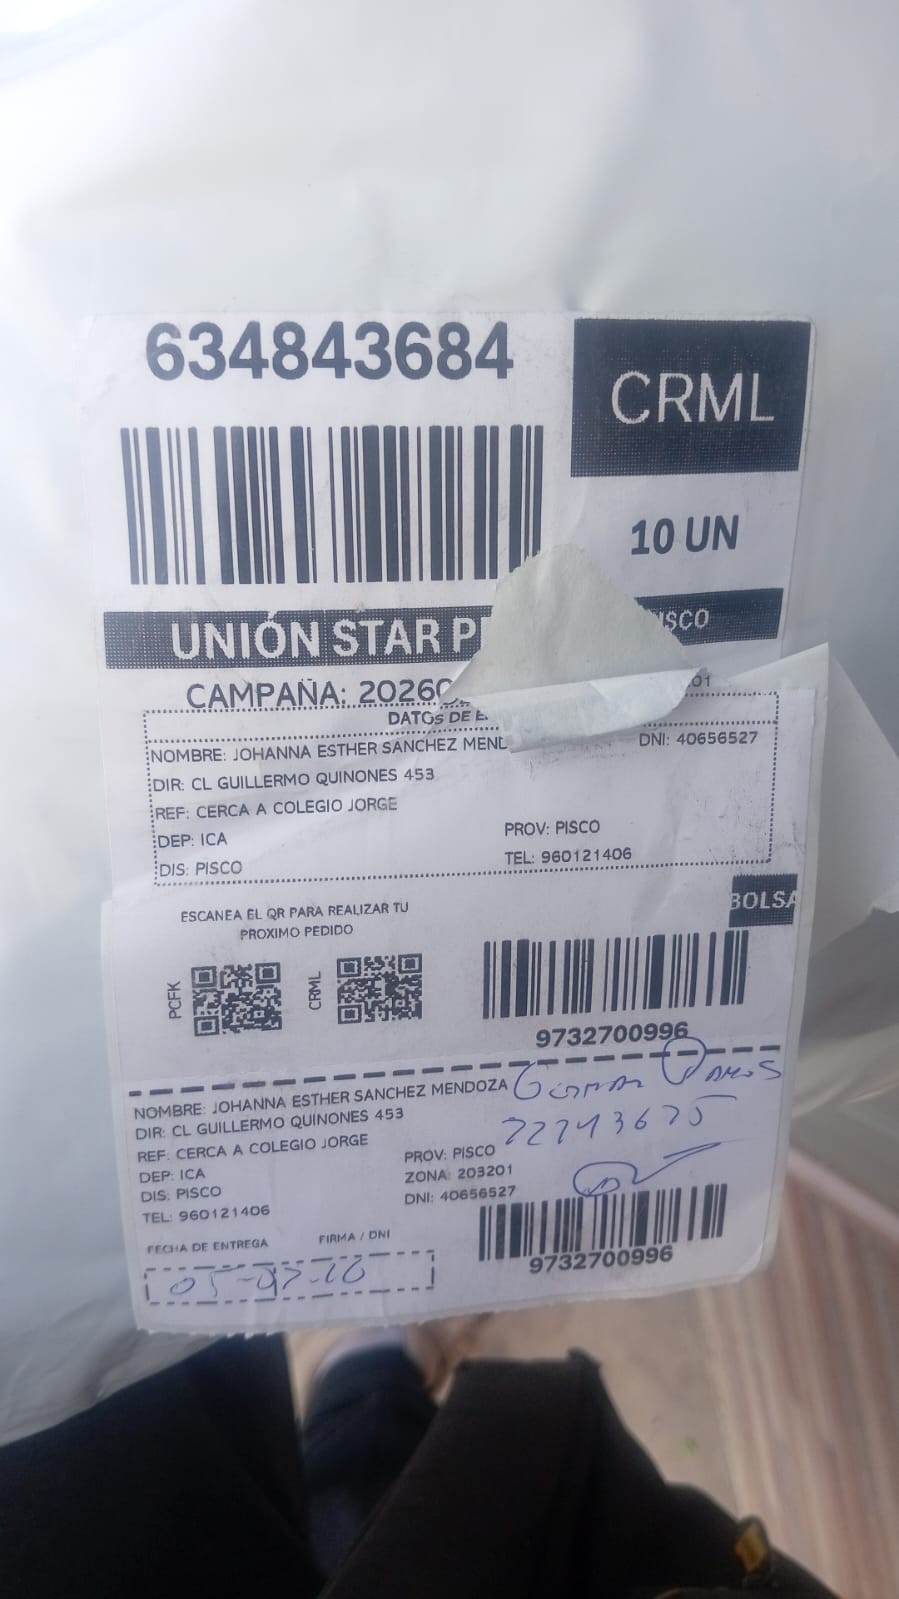 634843684
CRML
10 UN
UNIÓN STAR P
ISCO
CAMPAÑA: 2026
01
DATOS DE E
NOMBRE: JOHANNA ESTHER SANCHEZ MEND
DNI: 40656527
DIR: CL GUILLERMO QUINONES 453
REF: CERCA A COLEGIO JORGE
DEP: ICA
PROV: PISCO
DIS: PISCO
TEL: 960121406
BOLSA
ESCANEA EL QR PARA REALIZAR TU
PROXIMO PEDIDO
PCFK
CRML
9732700996
NOMBRE: JOHANNA ESTHER SANCHEZ MENDOZA
DIR: CL GUILLERMO QUINONES 453
REF: CERCA A COLEGIO JORGE
PROV: PISCO
DEP: ICA
ZONA: 203201
DIS: PISCO
DNI: 40656527
TEL: 960121406
FECHA DE ENTREGA
FIRMA / DNI
9732700996